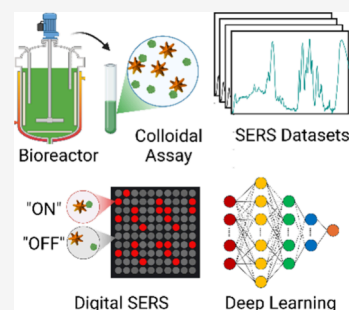 Bioreactor
Colloidal
Assay
SERS Datasets
"ON"
"OFF"
Digital SERS
Deep Learning